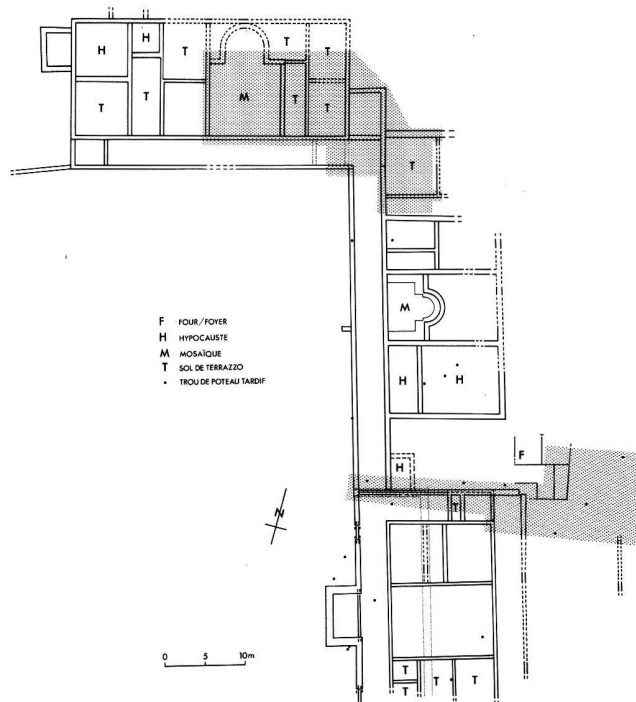 H
H
T
T
T
T
T
M
T
T
T
M
H
H
F
H
T
F FOUR/FOYER
H HYPOCAUSTE
M MOSAÏQUE
T SOL DE TERRAZZO
• TROU DE POTEAU TARDIF
N
0 5 10m
T
T
T
T